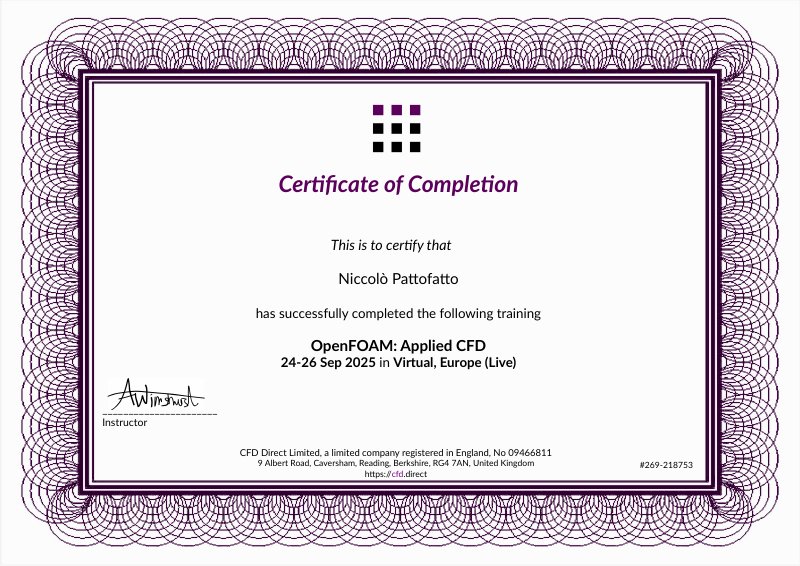 Certificate of Completion
This is to certify that
Niccolò Pattofatto
has successfully completed the following training
OpenFOAM: Applied CFD
24-26 Sep 2025 in Virtual, Europe (Live)
Instructor
CFD Direct Limited, a limited company registered in England, No 09466811
9 Albert Road, Caversham, Reading, Berkshire, RG4 7AN, United Kingdom
https://cfd.direct
#269-218753